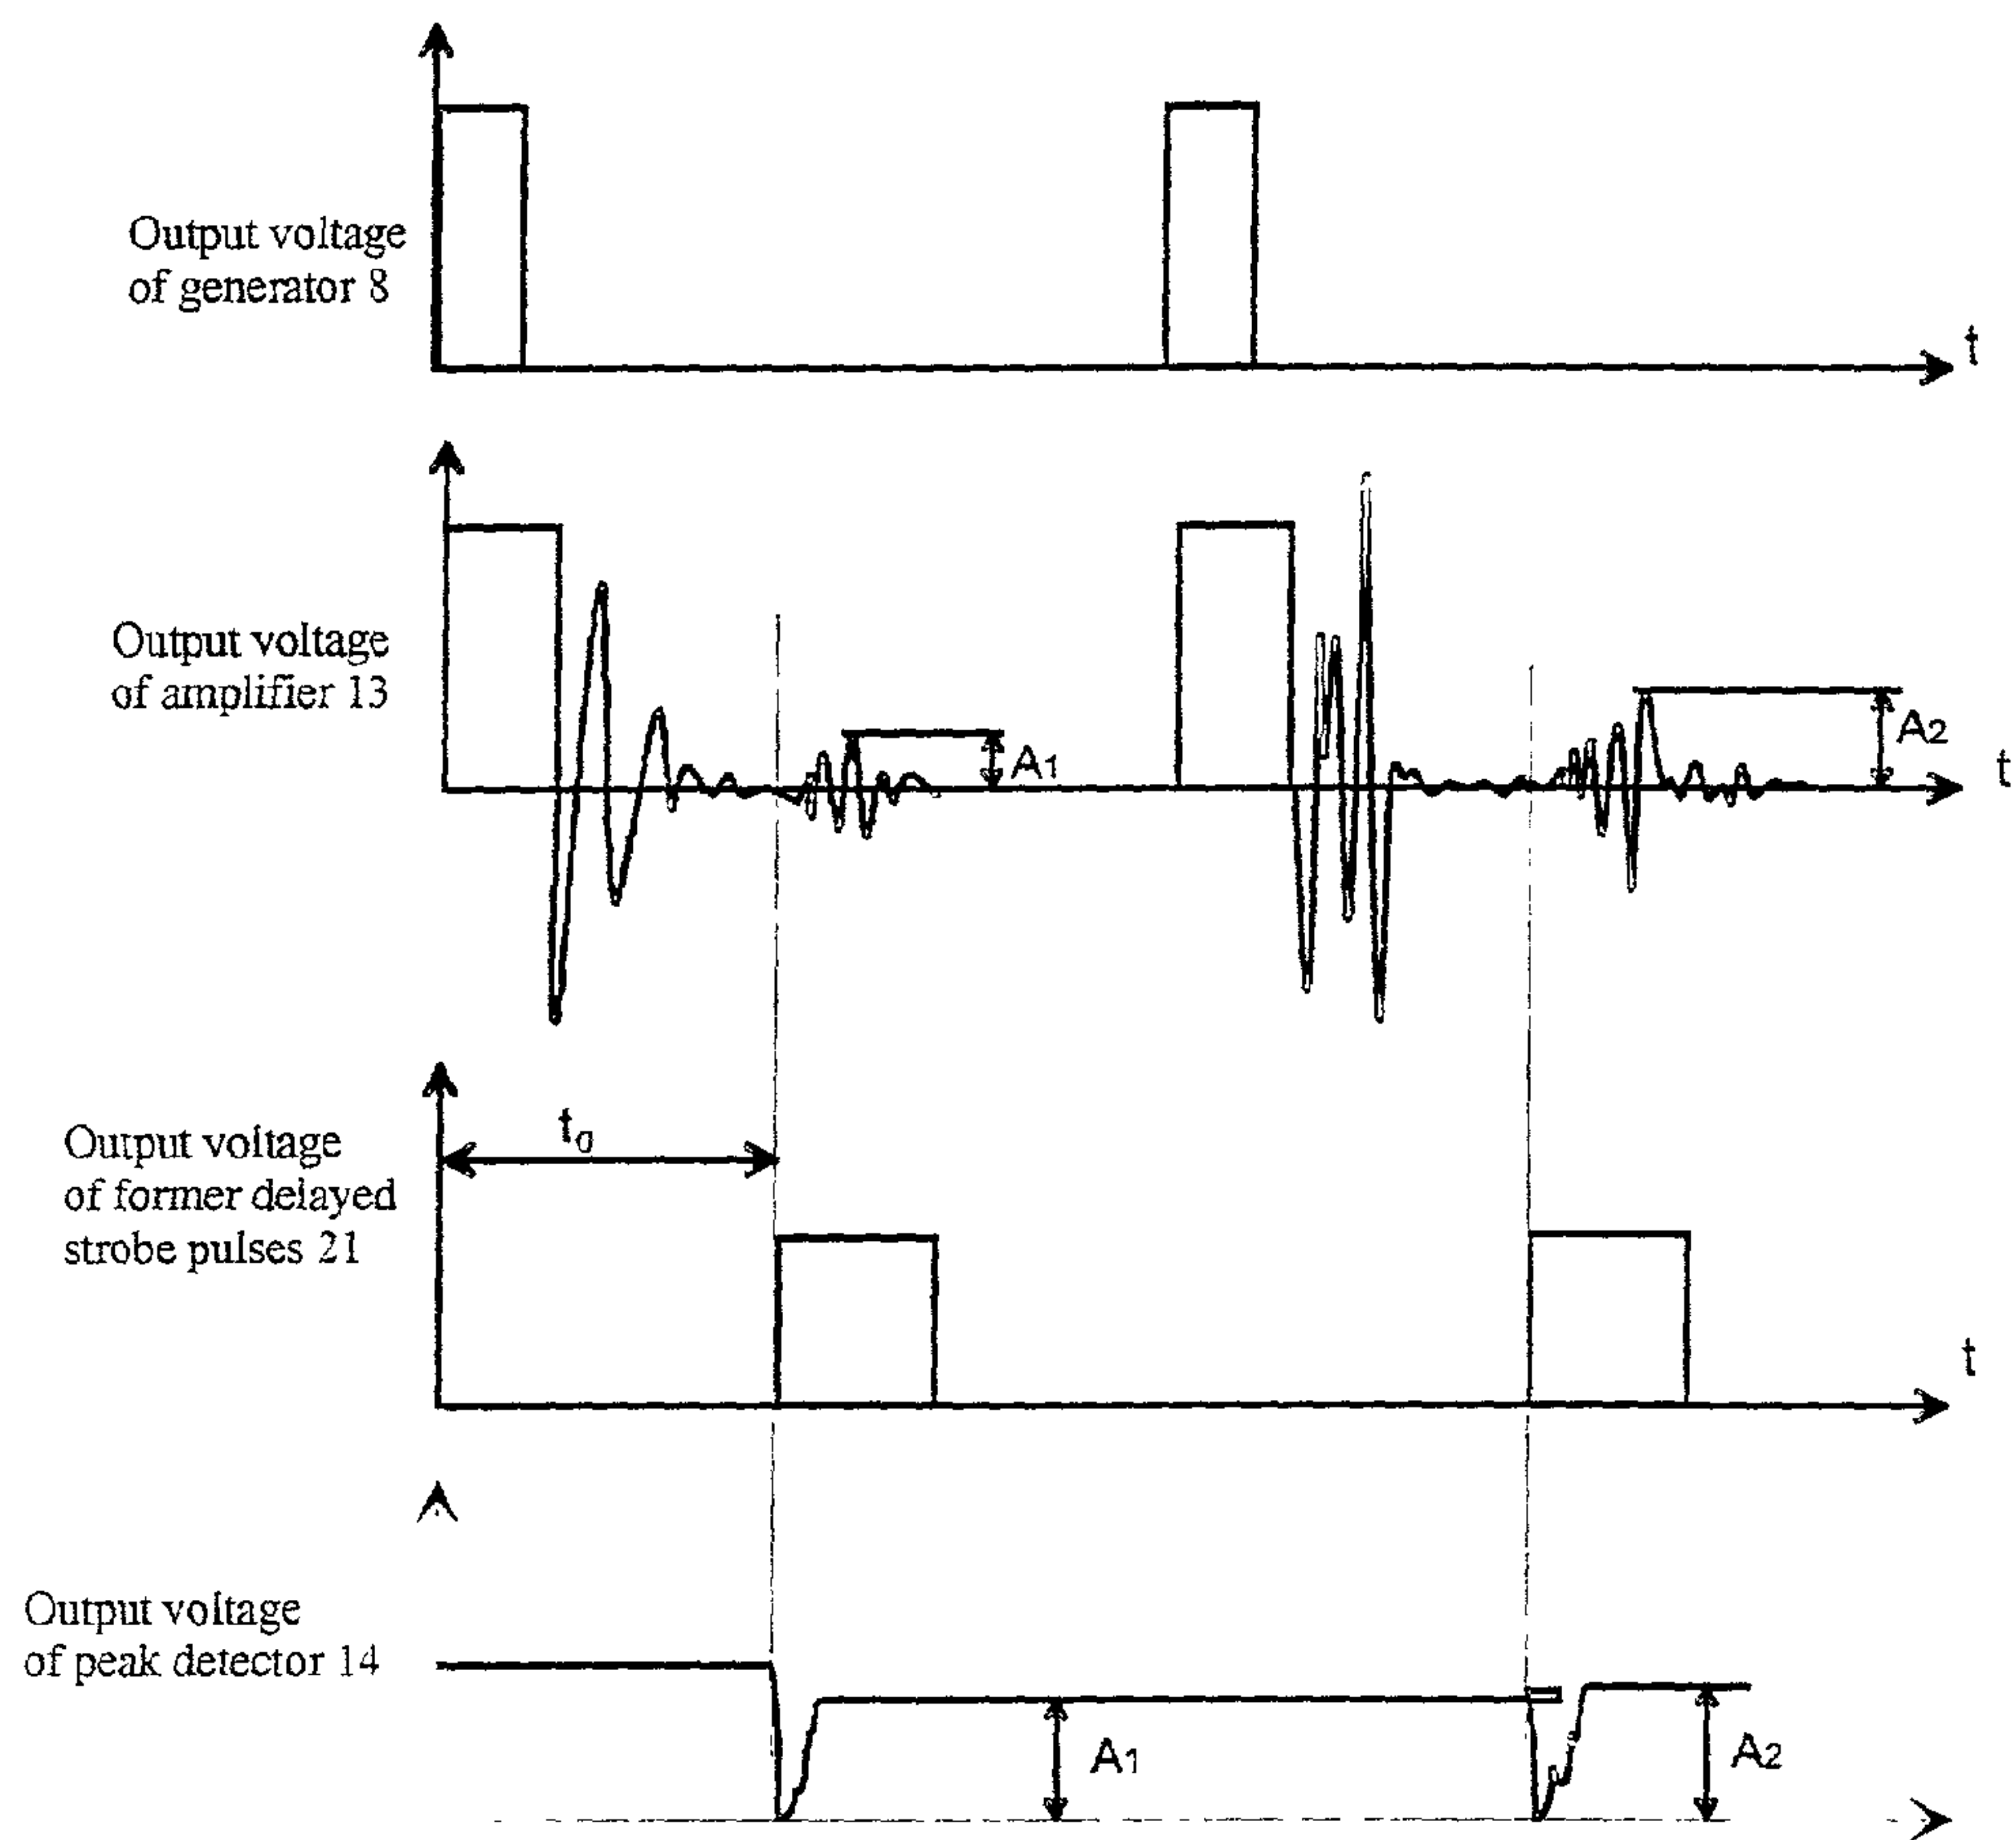 Output voltage
of generator 8
t
Output voltage
of amplifier 13
A1
A2
t
Output voltage
of former delayed
strobe pulses 21
t0
t
Output voltage
of peak detector 14
A1
A2